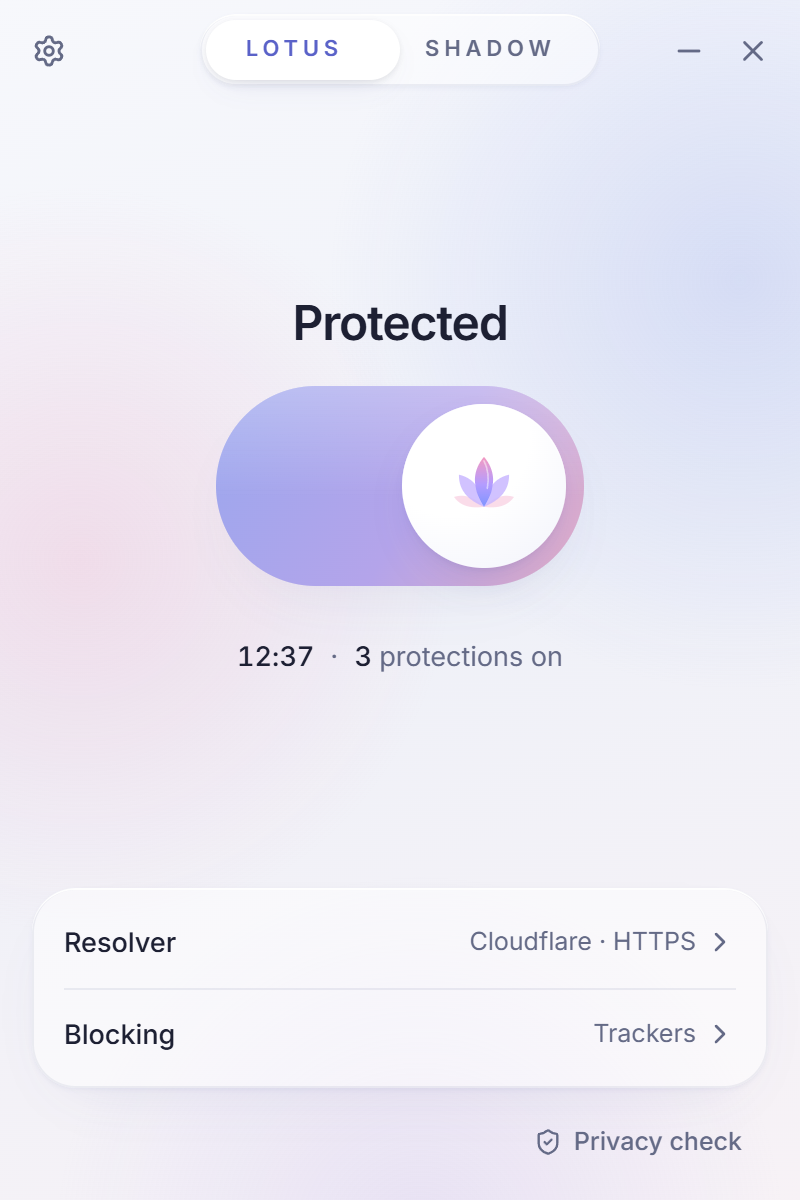 LOTUS SHADOW
Protected
12:37 · 3 protections on
Resolver Cloudflare · HTTPS
Blocking Trackers
Privacy check